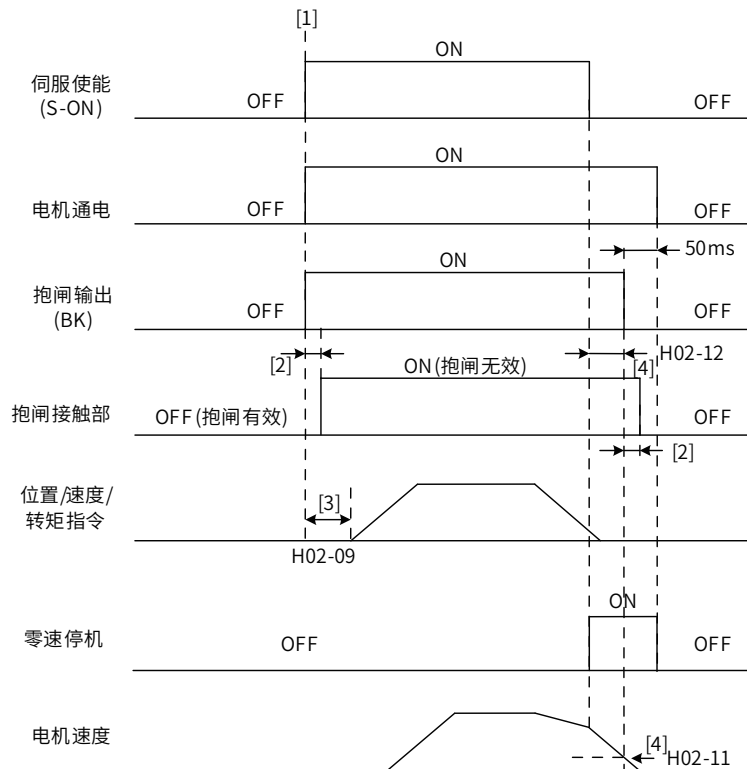 [1]
ON
伺服使能
(S-ON)
OFF
OFF
ON
电机通电
OFF
OFF
50ms
ON
抱闸输出
(BK)
OFF
OFF
[2]
ON(抱闸无效)
[4]
H02-12
抱闸接触部
OFF(抱闸有效)
OFF
[2]
位置/速度/
转矩指令
[3]
H02-09
ON
零速停机
OFF
OFF
电机速度
[4]
H02-11